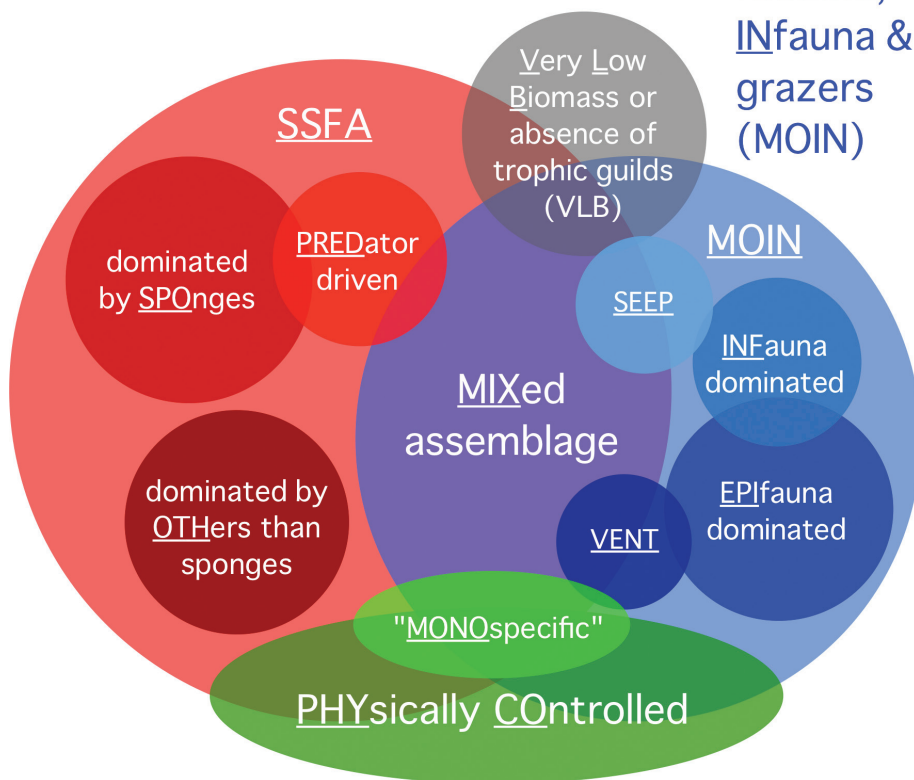 INfauna &
grazers
(MOIN)
Very Low
Biomass or
absence of
trophic guilds
(VLB)
SSFA
PREDator
driven
dominated
by SPOnges
MOIN
SEEP
INFauna
dominated
MIXed
assemblage
dominated by
OTHers than
sponges
EPIfauna
dominated
VENT
"MONOspecific"
PHYsically COntrolled